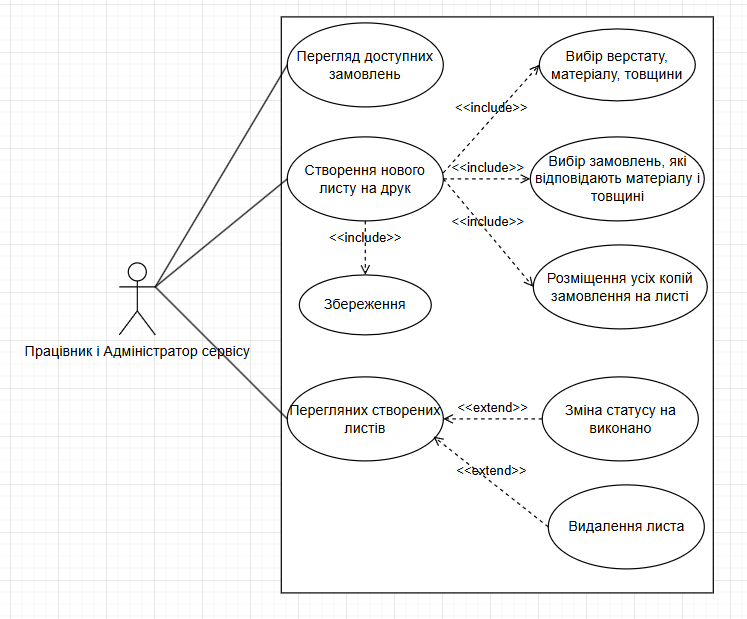 Перегляд доступних
замовлень
Вибір верстату,
матеріалу, товщини
<<include>>
Створення нового
листу на друк
<<include>>
Вибір замовлень, які
відповідають матеріалу і
товщині
<<include>>
<<include>>
Розміщення усіх копій
замовлення на листі
Збереження
Працівник і Адміністратор сервісу
Перегляних створених
листів
<<extend>>
Зміна статусу на
виконано
<<extend>>
Видалення листа